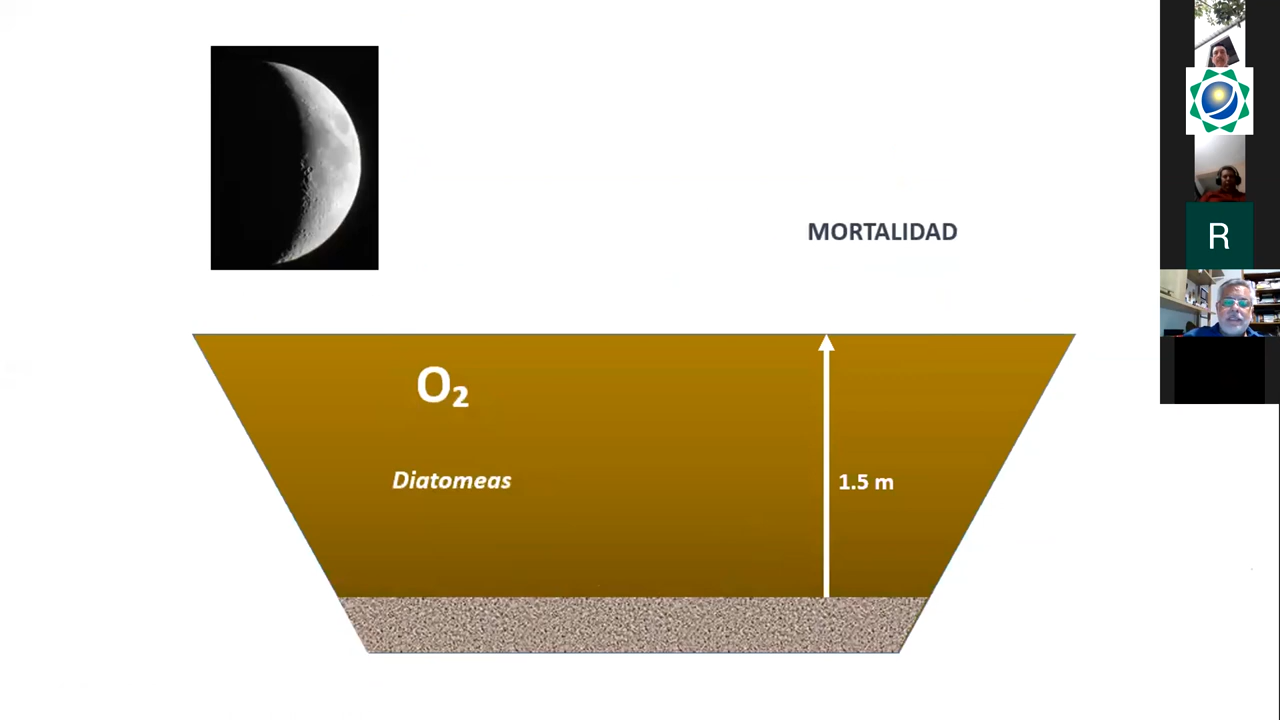 MORTALIDAD
R
O₂
Diatomeas
1.5 m